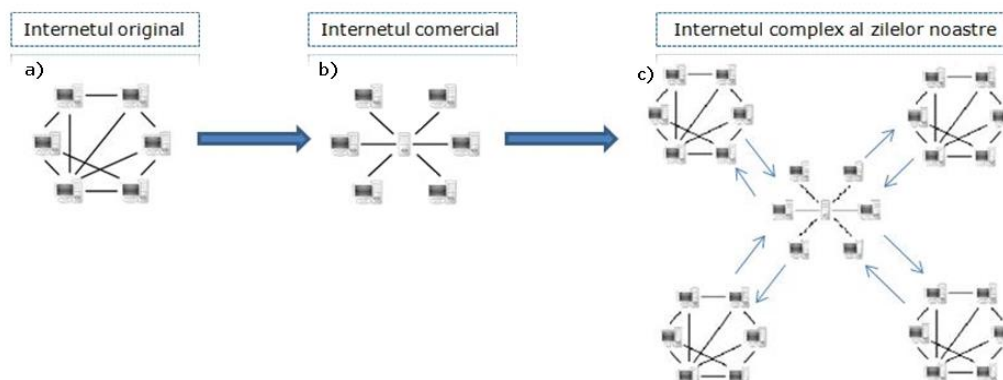 Internetul original
Internetul comercial
Internetul complex al zilelor noastre
a)
b)
c)